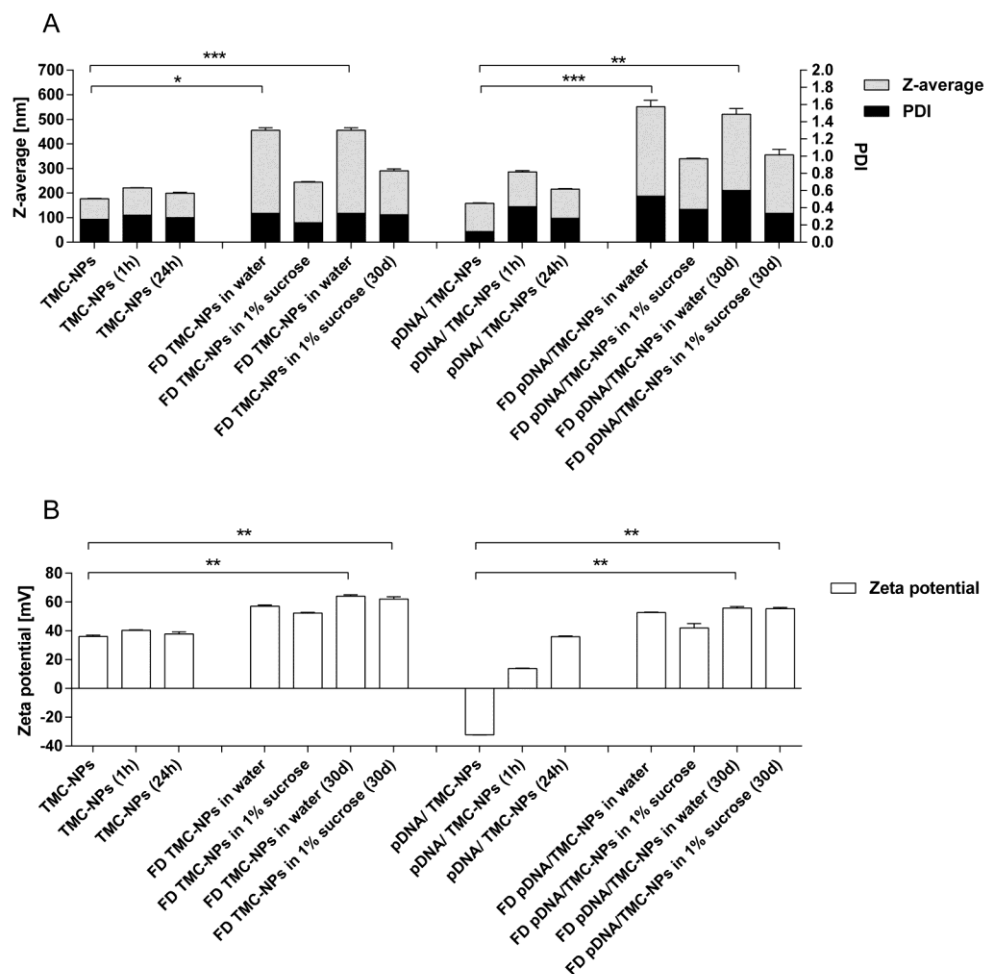 A
***
*
**
***
Z-average [nm]
700
600
500
400
300
200
100
0
2.0
1.8
1.6
1.4
1.2
1.0
0.8
0.6
0.4
0.2
0.0
PDI
Z-average
PDI
TMC-NPs
TMC-NPs (1h)
TMC-NPs (24h)
FD TMC-NPs in water
FD TMC-NPs in 1% sucrose
FD TMC-NPs in water
FD TMC-NPs in 1% sucrose (30d)
pDNA/ TMC-NPs
pDNA/ TMC-NPs (1h)
pDNA/ TMC-NPs (24h)
FD pDNA/TMC-NPs in water
FD pDNA/TMC-NPs in 1% sucrose
FD pDNA/TMC-NPs in water (30d)
FD pDNA/TMC-NPs in 1% sucrose (30d)
B
**
**
**
**
Zeta potential [mV]
80
60
40
20
0
-20
-40
Zeta potential
TMC-NPs
TMC-NPs (1h)
TMC-NPs (24h)
FD TMC-NPs in water
FD TMC-NPs in 1% sucrose
FD TMC-NPs in water (30d)
FD TMC-NPs in 1% sucrose (30d)
pDNA/ TMC-NPs
pDNA/ TMC-NPs (1h)
pDNA/ TMC-NPs (24h)
FD pDNA/TMC-NPs in water
FD pDNA/TMC-NPs in 1% sucrose
FD pDNA/TMC-NPs in water (30d)
FD pDNA/TMC-NPs in 1% sucrose (30d)